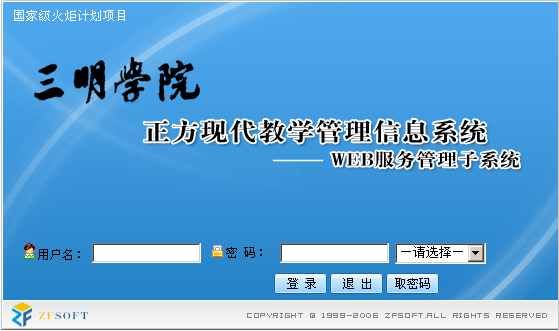 国家级火炬计划项目
三明学院
正方现代教学管理信息系统
—— WEB服务管理子系统
用户名： 密 码： －请选择－
登 录 退 出 取密码
ZFSOFT COPYRIGHT @ 1999-2006 ZFSOFT.ALL RIGHTS RESERVED